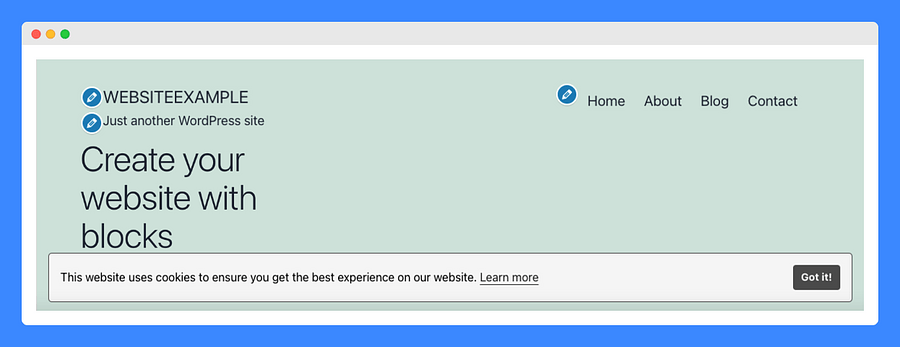 WEBSITEEXAMPLE
Home About Blog Contact
Just another WordPress site
Create your
website with
blocks
This website uses cookies to ensure you get the best experience on our website. Learn more
Got it!